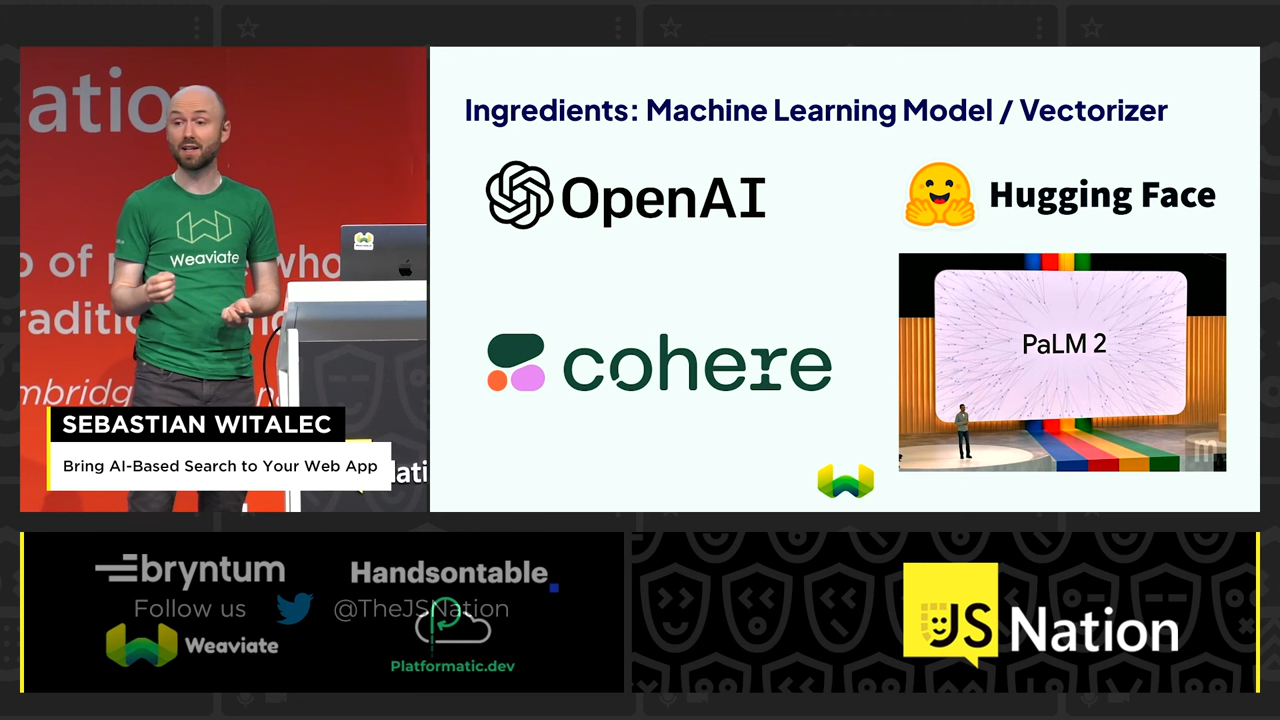 Ingredients: Machine Learning Model / Vectorizer
OpenAI
Hugging Face
cohere
PaLM 2
Weaviate
SEBASTIAN WITALEC
Bring AI-Based Search to Your Web App
bryntum
Handsontable
Follow us @TheJSNation
Weaviate
Platformatic.dev
JS Nation